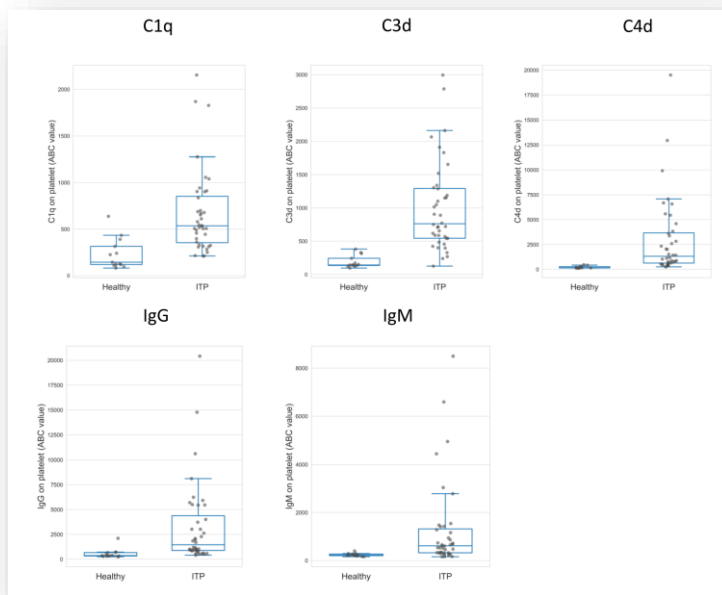 C1q
C3d
C4d
C1q on platelet (ABC value)
2000
1500
1000
500
0
Healthy
ITP
C3d on platelet (ABC value)
3000
2500
2000
1500
1000
500
0
Healthy
ITP
C4d on platelet (ABC value)
20000
17500
15000
12500
10000
7500
5000
2500
0
Healthy
ITP
IgG
IgM
IgG on platelet (ABC value)
20000
17500
15000
12500
10000
7500
5000
2500
0
Healthy
ITP
IgM on platelet (ABC value)
8000
6000
4000
2000
0
Healthy
ITP